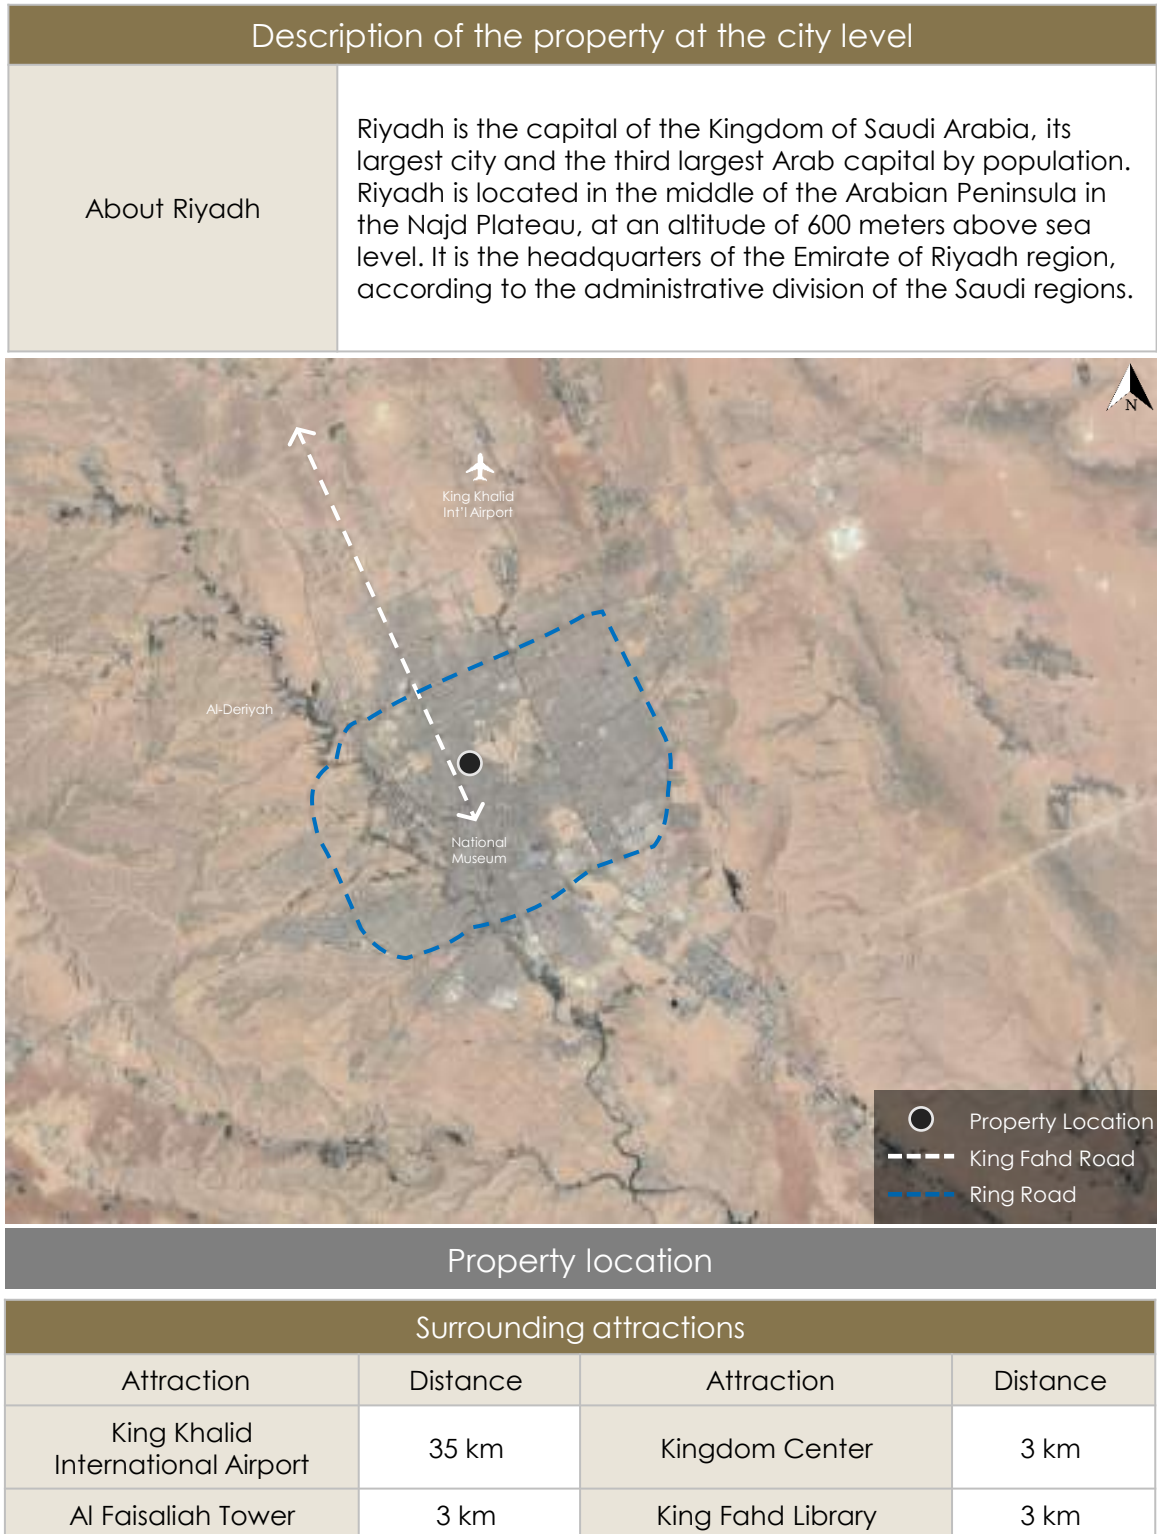 Description of the property at the city level
About Riyadh
Riyadh is the capital of the Kingdom of Saudi Arabia, its
largest city and the third largest Arab capital by population.
Riyadh is located in the middle of the Arabian Peninsula in
the Najd Plateau, at an altitude of 600 meters above sea
level. It is the headquarters of the Emirate of Riyadh region,
according to the administrative division of the Saudi regions.
N
King Khalid
Int'l Airport
Al-Deriyah
National
Museum
Property Location
King Fahd Road
Ring Road
Property location
Surrounding attractions
Attraction Distance Attraction Distance
King Khalid
International Airport 35 km Kingdom Center 3 km
Al Faisaliah Tower 3 km King Fahd Library 3 km